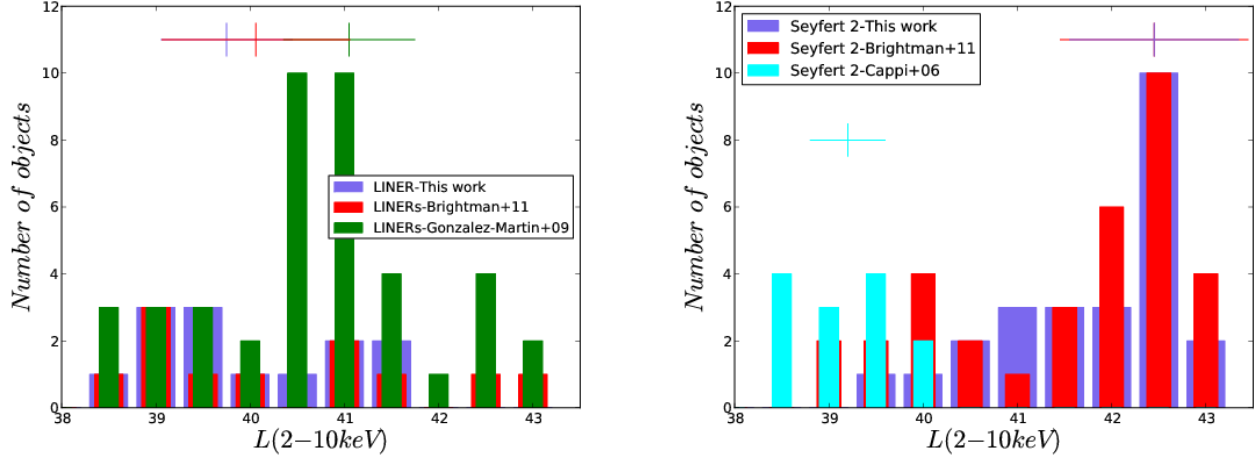 12
10
8
6
4
2
0
Number of objects
38
39
40
41
42
43
L(2−10keV)
LINER-This work
LINERs-Brightman+11
LINERs-Gonzalez-Martin+09
12
10
8
6
4
2
0
Number of objects
38
39
40
41
42
43
L(2−10keV)
Seyfert 2-This work
Seyfert 2-Brightman+11
Seyfert 2-Cappi+06